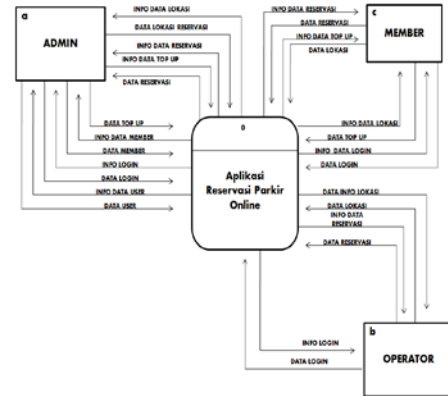 a
ADMIN
INFO DATA LOKASI
DATA LOKASI RESERVASI
INFO DATA RESERVASI
INFO DATA TOP UP
DATA RESERVASI
DATA TOP UP
INFO DATA MEMBER
DATA MEMBER
INFO LOGIN
DATA LOGIN
INFO DATA USER
DATA USER
0
Aplikasi
Reservasi Parkir
Online
c
MEMBER
INFO DATA RESERVASI
DATA RESERVASI
INFO DATA TOP UP
DATA LOKASI
INFO DATA LOKASI
DATA TOP UP
INFO DATA LOGIN
DATA LOGIN
DATA INFO LOKASI
DATA LOKASI
INFO DATA
RESERVASI
DATA RESERVASI
b
OPERATOR
INFO LOGIN
DATA LOGIN